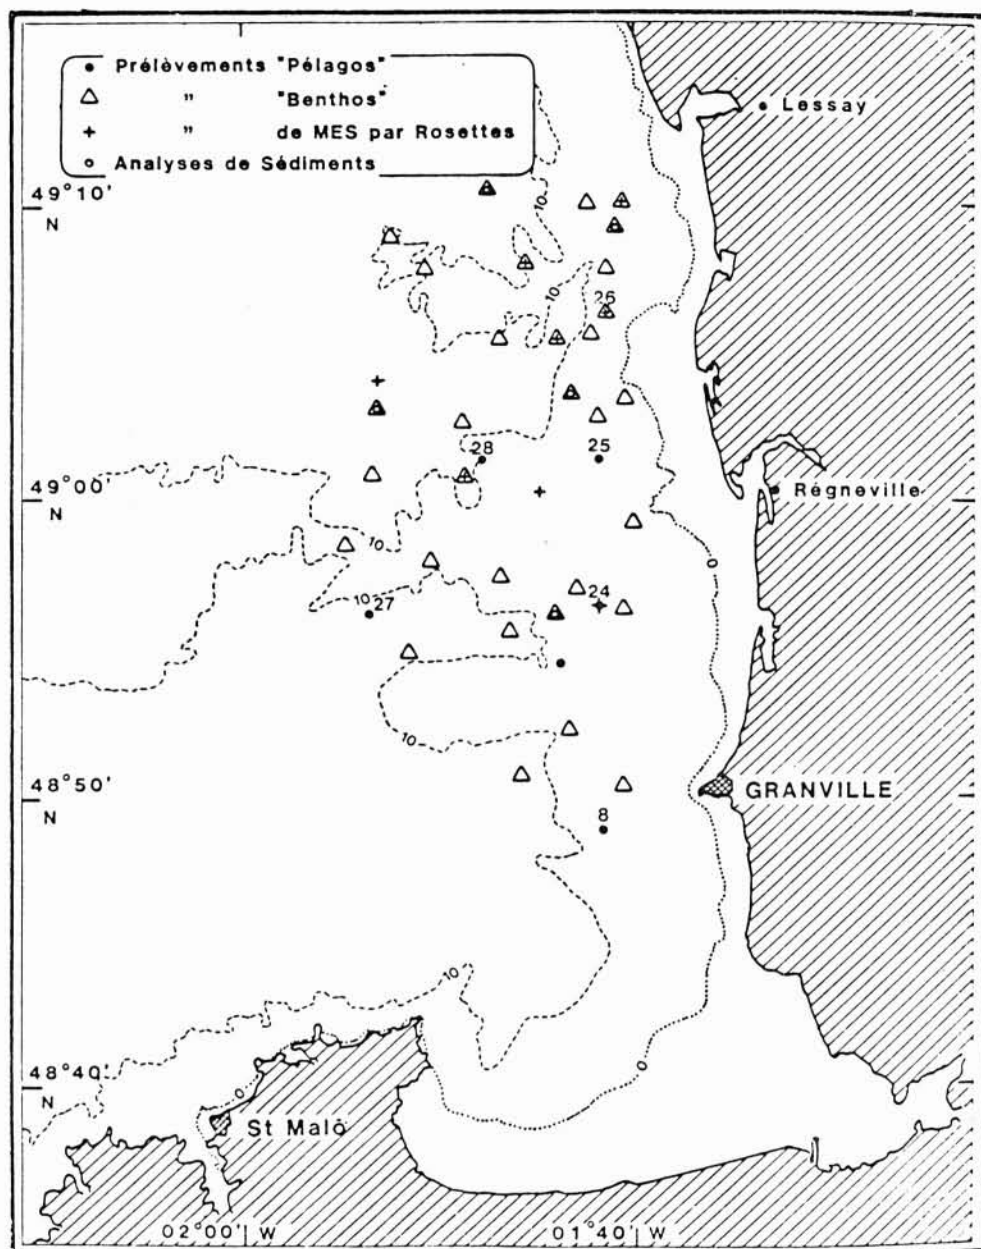 Prélèvements "Pélagos"
" "Benthos"
" de MES par Rosettes
Analyses de Sédiments
Lessay
49°10'
N
10
10
26
28
25
49°00'
N
Régneville
10
0
10
27
24
10
48°50'
N
GRANVILLE
8
10
0
48°40'
N
0
St Malò
02°00' W
01°40' W